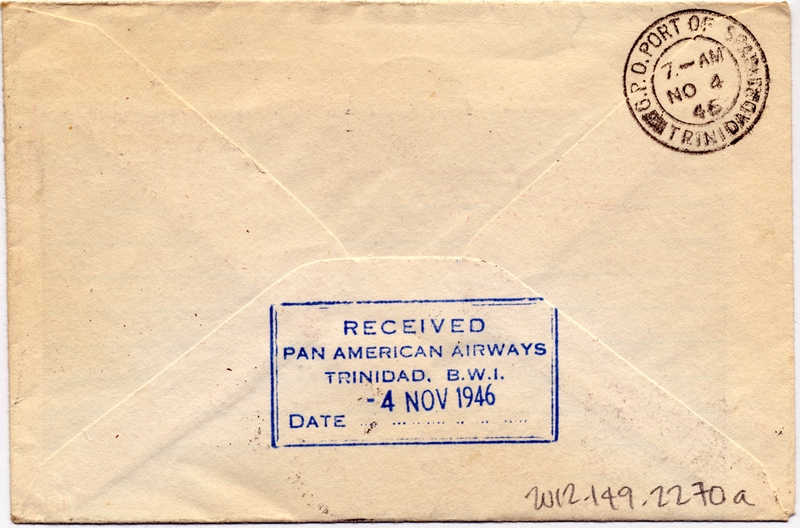 G.P.O. PORT OF SPAIN
7.—AM
NO 4
46
TRINIDAD
RECEIVED
PAN AMERICAN AIRWAYS
TRINIDAD, B.W.I.
-4 NOV 1946
DATE
W12.149.2270a